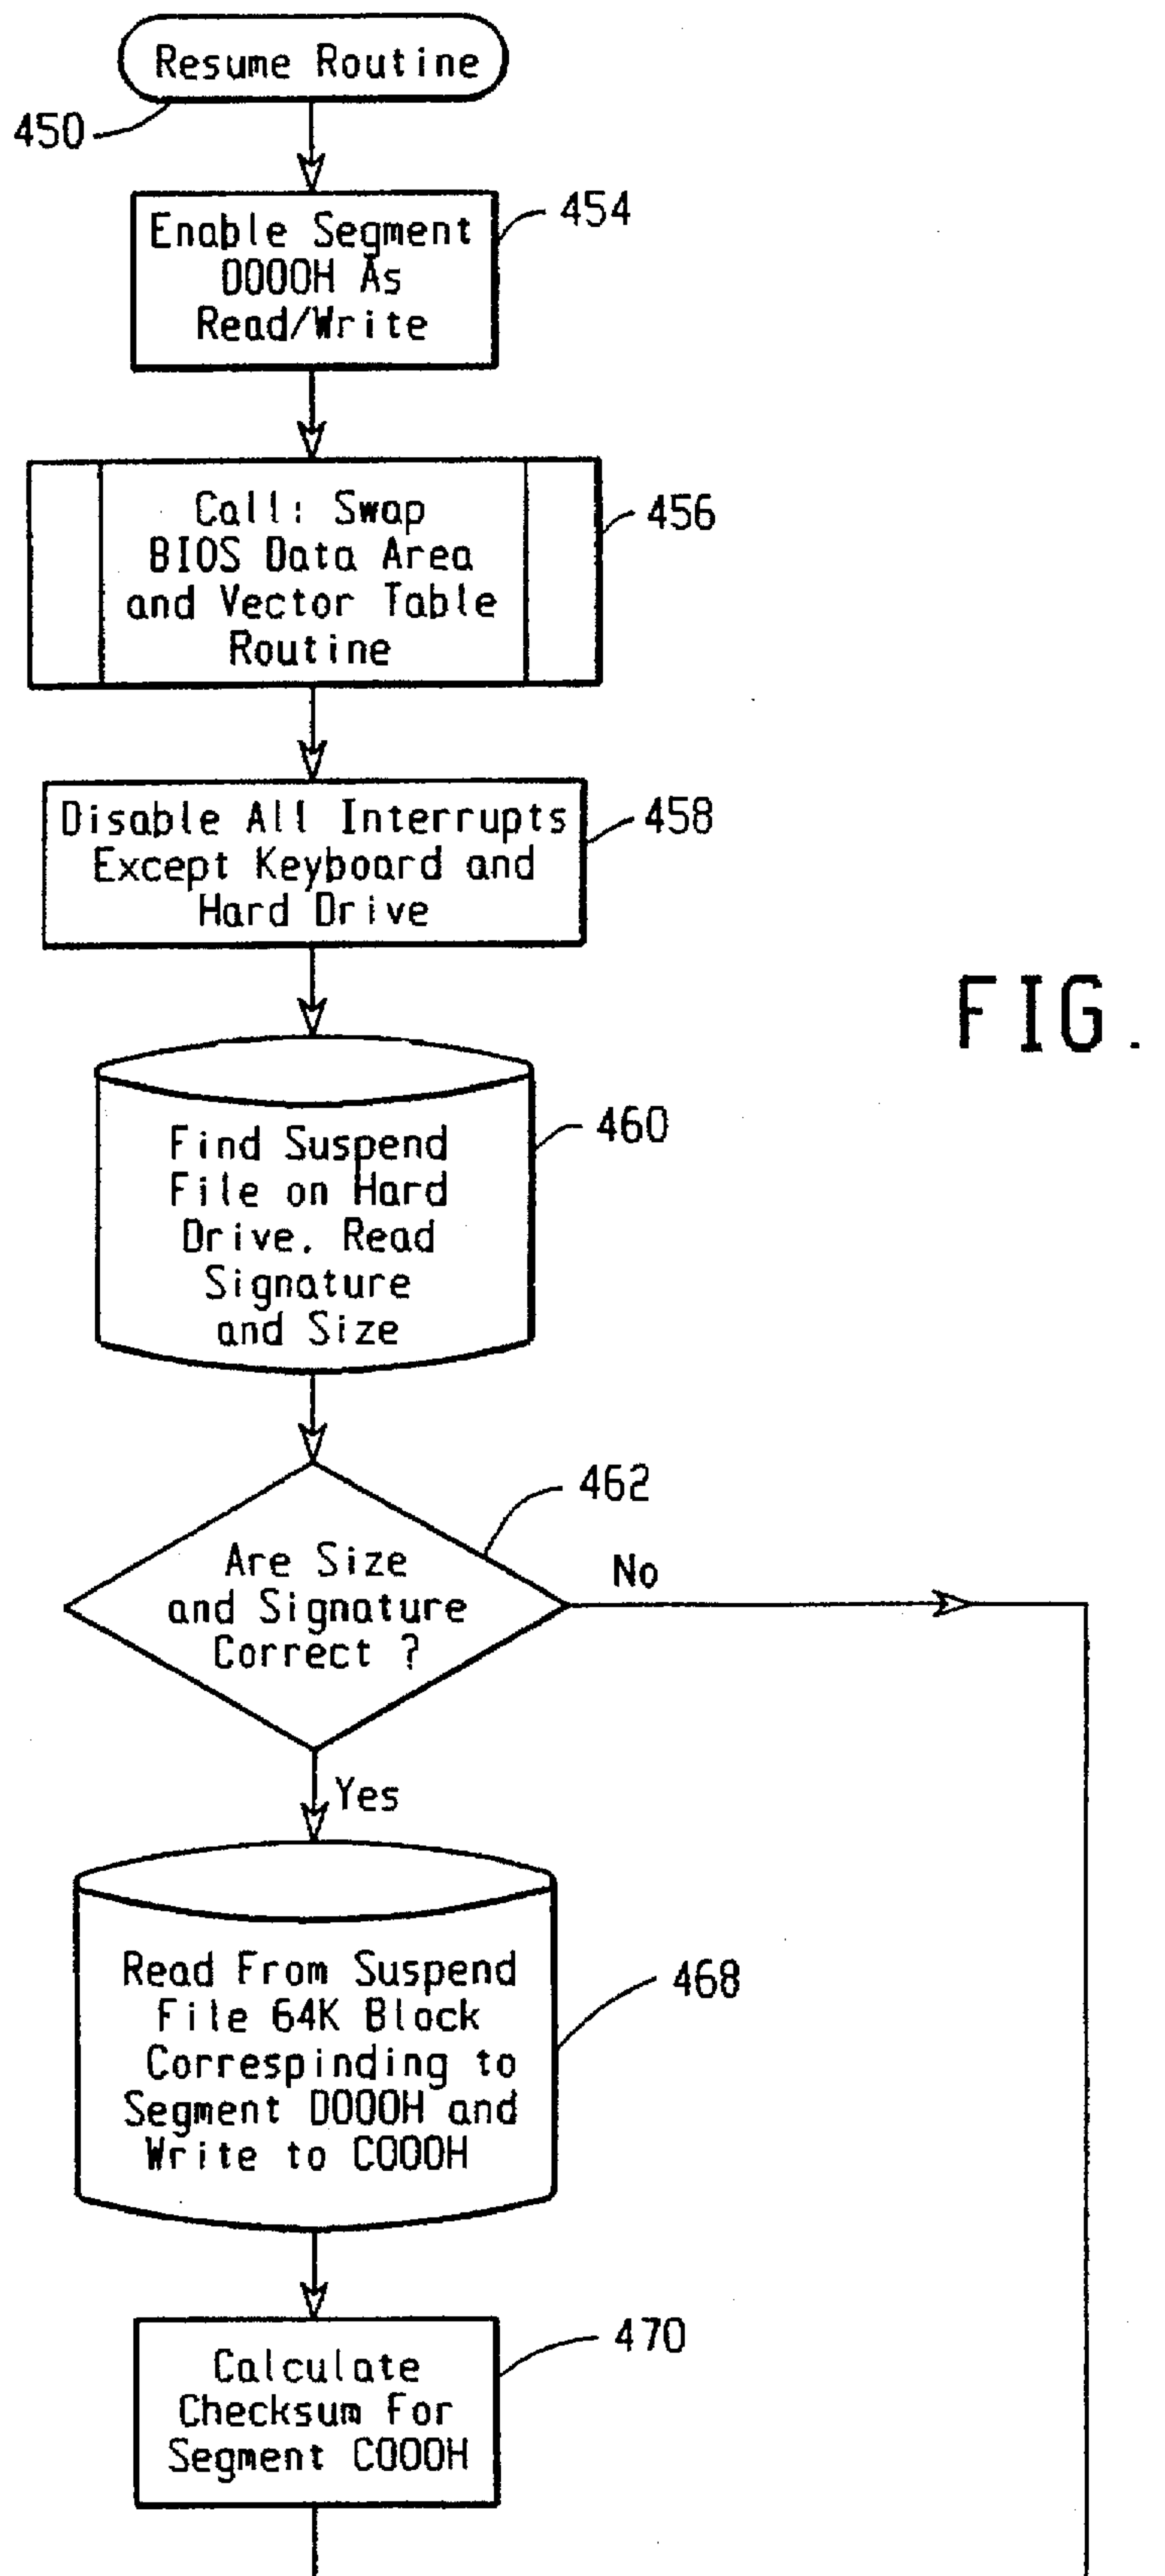 Resume Routine
450
454
Enable Segment
D000H As
Read/Write
Call: Swap
456
BIOS Data Area
and Vector Table
Routine
Disable All Interrupts
458
Except Keyboard and
Hard Drive
FIG.
460
Find Suspend
File on Hard
Drive. Read
Signature
and Size
462
Are Size
No
and Signature
Correct ?
Yes
Read From Suspend
468
File 64K Block
Correspinding to
Segment D000H and
Write to C000H
470
Calculate
Checksum For
Segment C000H